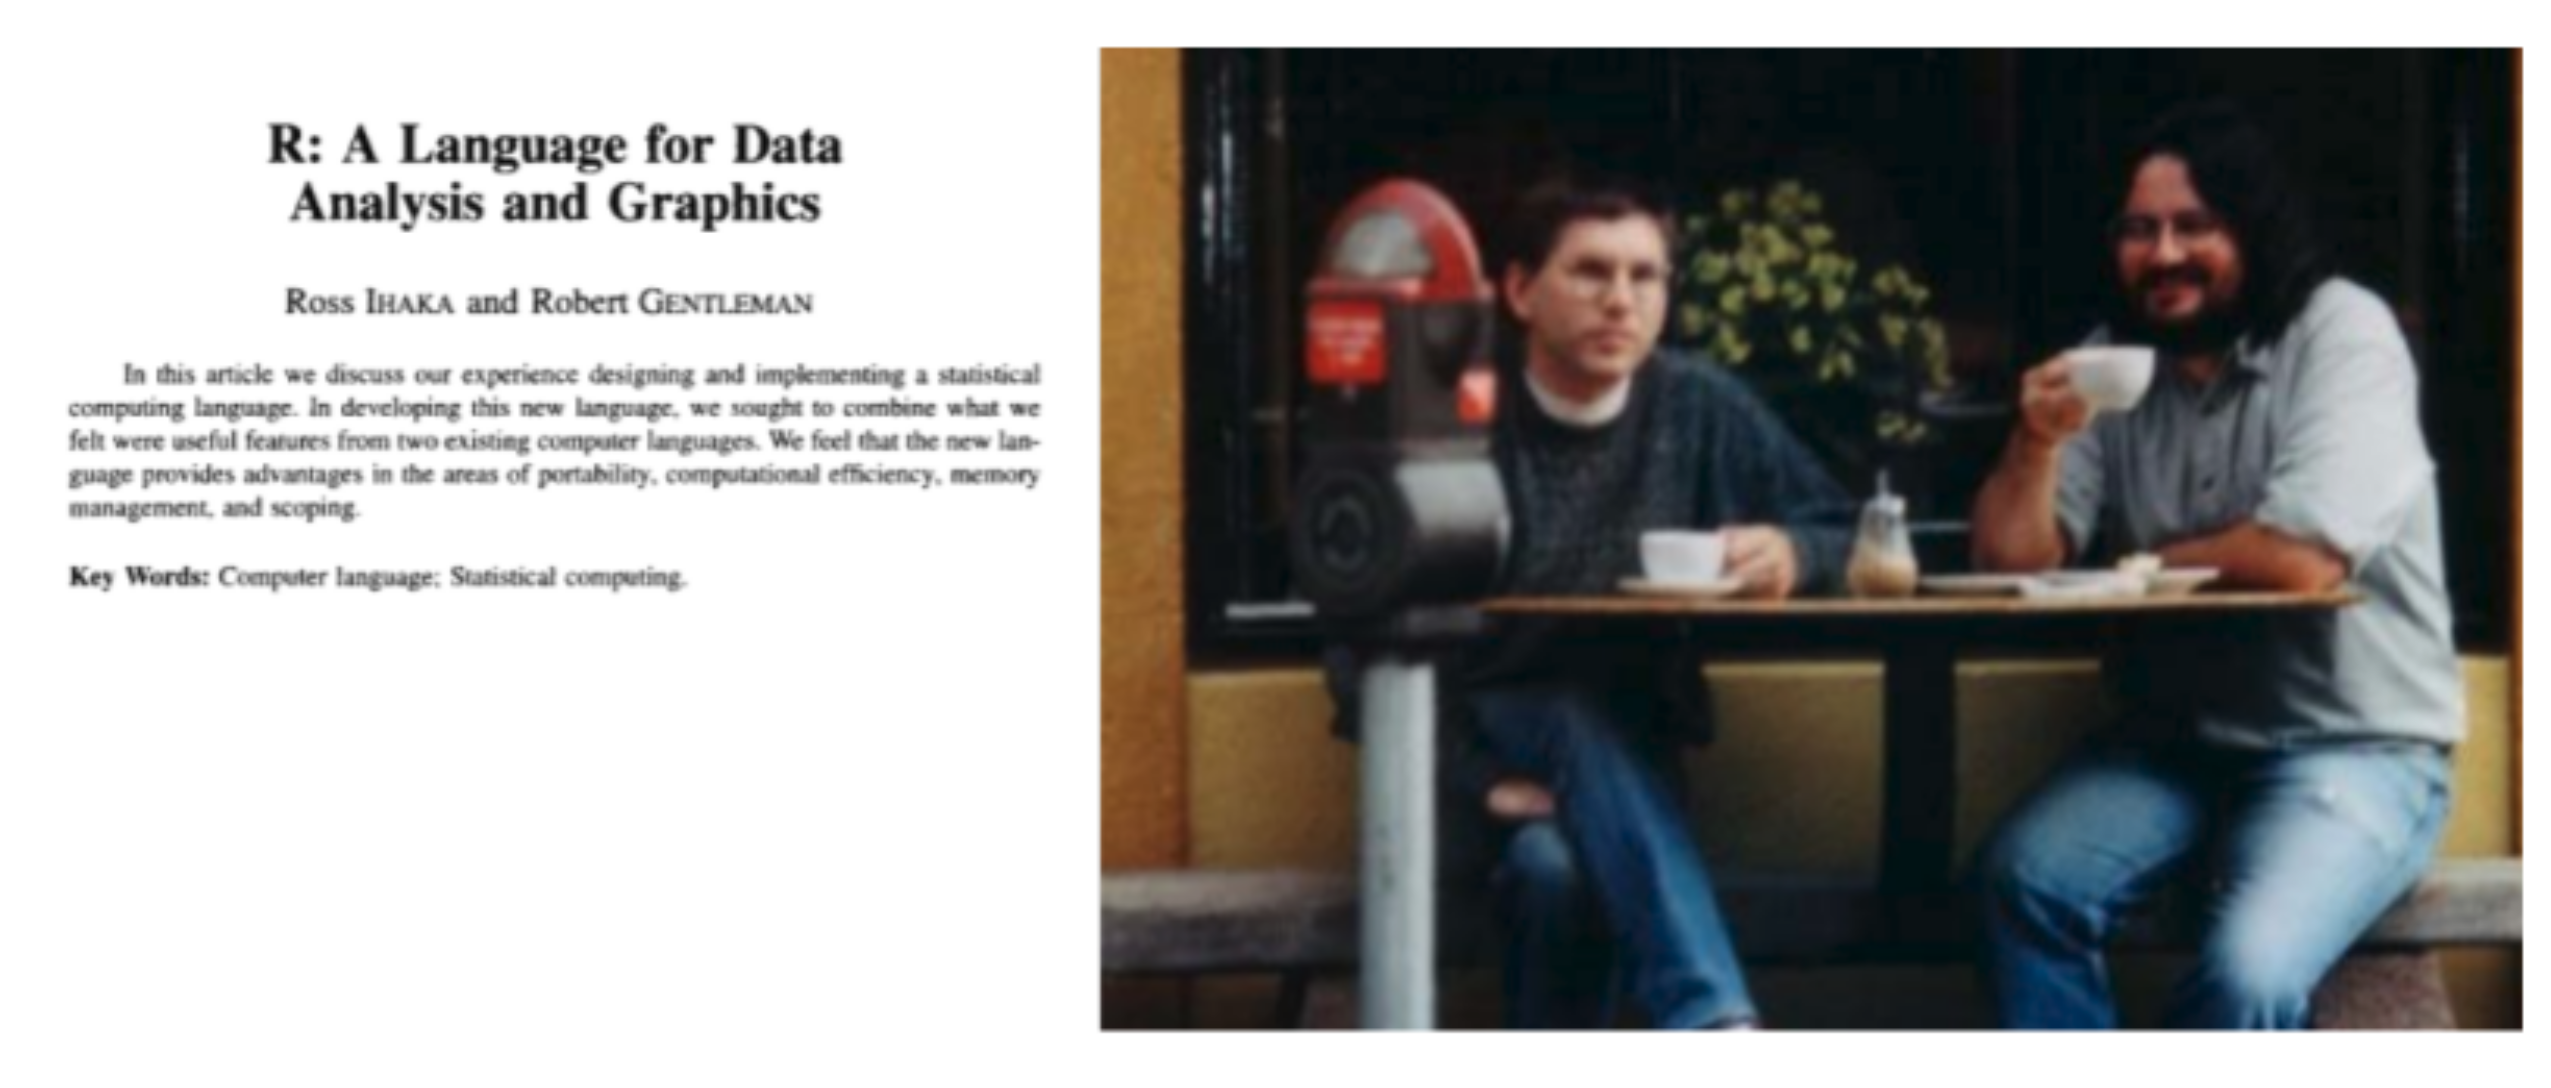 R: A Language for Data
Analysis and Graphics
Ross IHAKA and Robert GENTLEMAN
In this article we discuss our experience designing and implementing a statistical
computing language. In developing this new language, we sought to combine what we
felt were useful features from two existing computer languages. We feel that the new lan-
guage provides advantages in the areas of portability, computational efficiency, memory
management, and scoping.
Key Words: Computer language; Statistical computing.